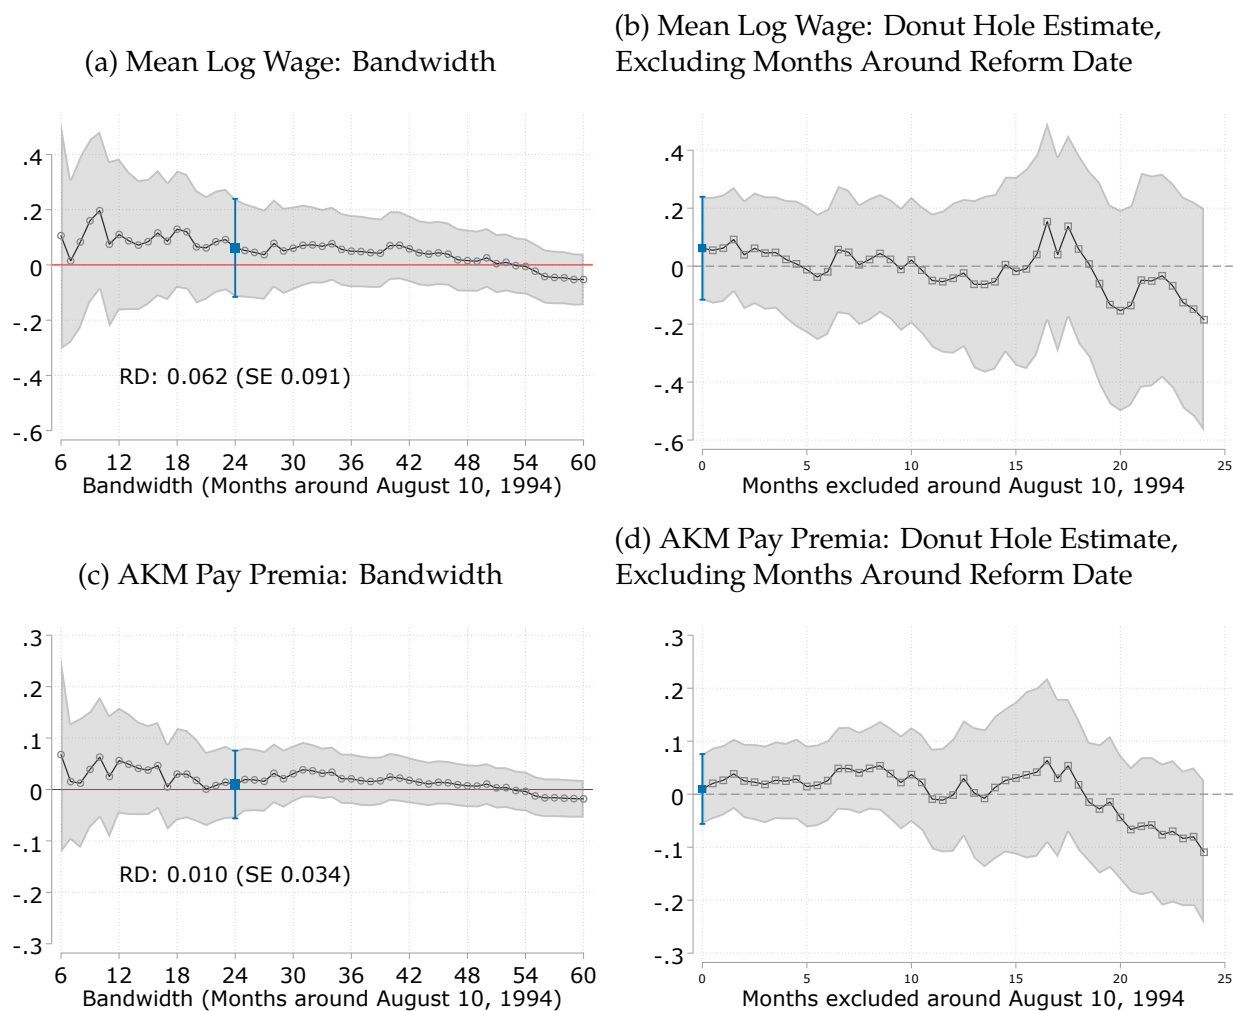 (a) Mean Log Wage: Bandwidth
(b) Mean Log Wage: Donut Hole Estimate,
Excluding Months Around Reform Date
.4
.2
0
-.2
-.4
-.6
RD: 0.062 (SE 0.091)
6 12 18 24 30 36 42 48 54 60
Bandwidth (Months around August 10, 1994)
.4
.2
0
-.2
-.4
-.6
0 5 10 15 20 25
Months excluded around August 10, 1994
(c) AKM Pay Premia: Bandwidth
(d) AKM Pay Premia: Donut Hole Estimate,
Excluding Months Around Reform Date
.3
.2
.1
0
-.1
-.2
-.3
RD: 0.010 (SE 0.034)
6 12 18 24 30 36 42 48 54 60
Bandwidth (Months around August 10, 1994)
.3
.2
.1
0
-.1
-.2
-.3
0 5 10 15 20 25
Months excluded around August 10, 1994